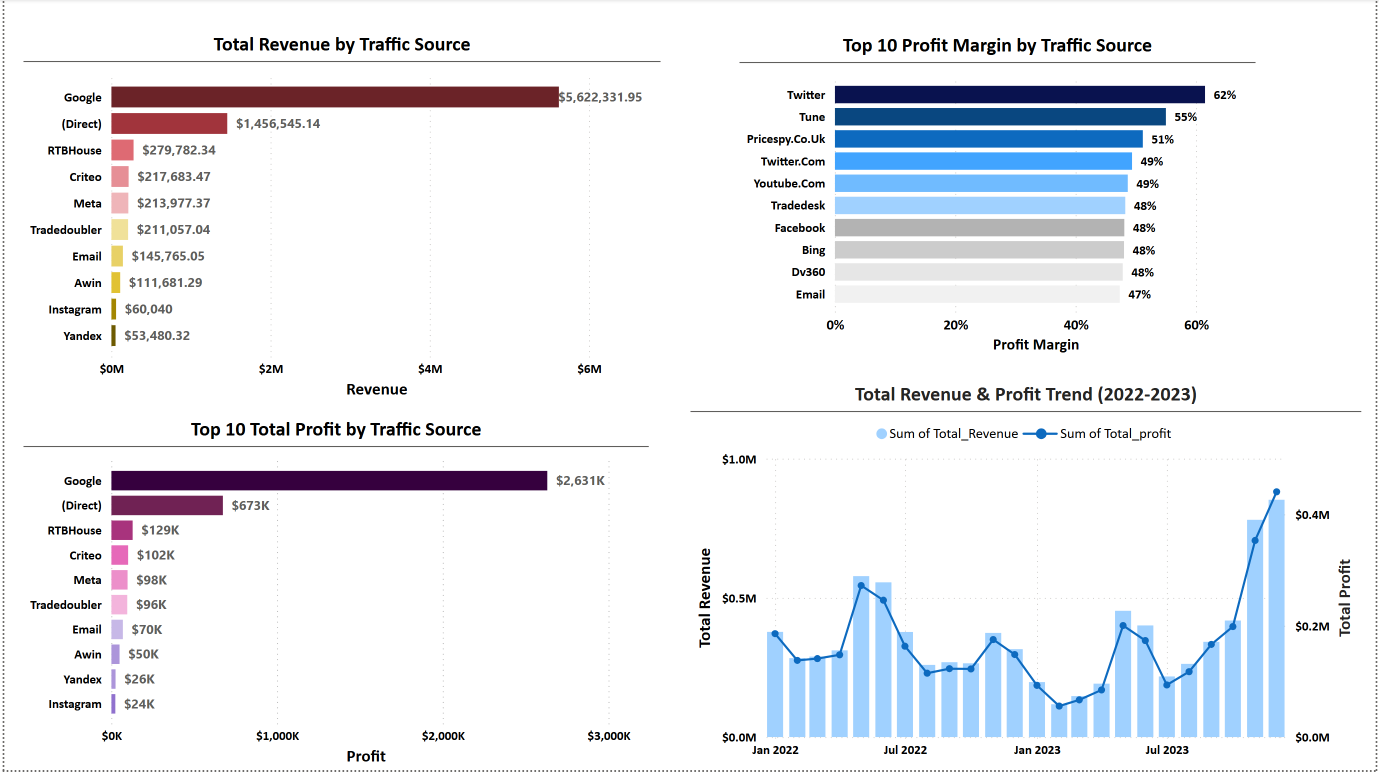 Total Revenue by Traffic Source
Google $5,622,331.95
(Direct) $1,456,545.14
RTBHouse $279,782.34
Criteo $217,683.47
Meta $213,977.37
Tradedoubler $211,057.04
Email $145,765.05
Awin $111,681.29
Instagram $60,040
Yandex $53,480.32
$0M $2M $4M $6M
Revenue
Top 10 Profit Margin by Traffic Source
Twitter 62%
Tune 55%
Pricespy.Co.Uk 51%
Twitter.Com 49%
Youtube.Com 49%
Tradedesk 48%
Facebook 48%
Bing 48%
Dv360 48%
Email 47%
0% 20% 40% 60%
Profit Margin
Top 10 Total Profit by Traffic Source
Google $2,631K
(Direct) $673K
RTBHouse $129K
Criteo $102K
Meta $98K
Tradedoubler $96K
Email $70K
Awin $50K
Yandex $26K
Instagram $24K
$0K $1,000K $2,000K $3,000K
Profit
Total Revenue & Profit Trend (2022-2023)
Sum of Total_Revenue Sum of Total_profit
$1.0M
$0.4M
$0.5M
$0.2M
$0.0M $0.0M
Total Revenue
Total Profit
Jan 2022 Jul 2022 Jan 2023 Jul 2023